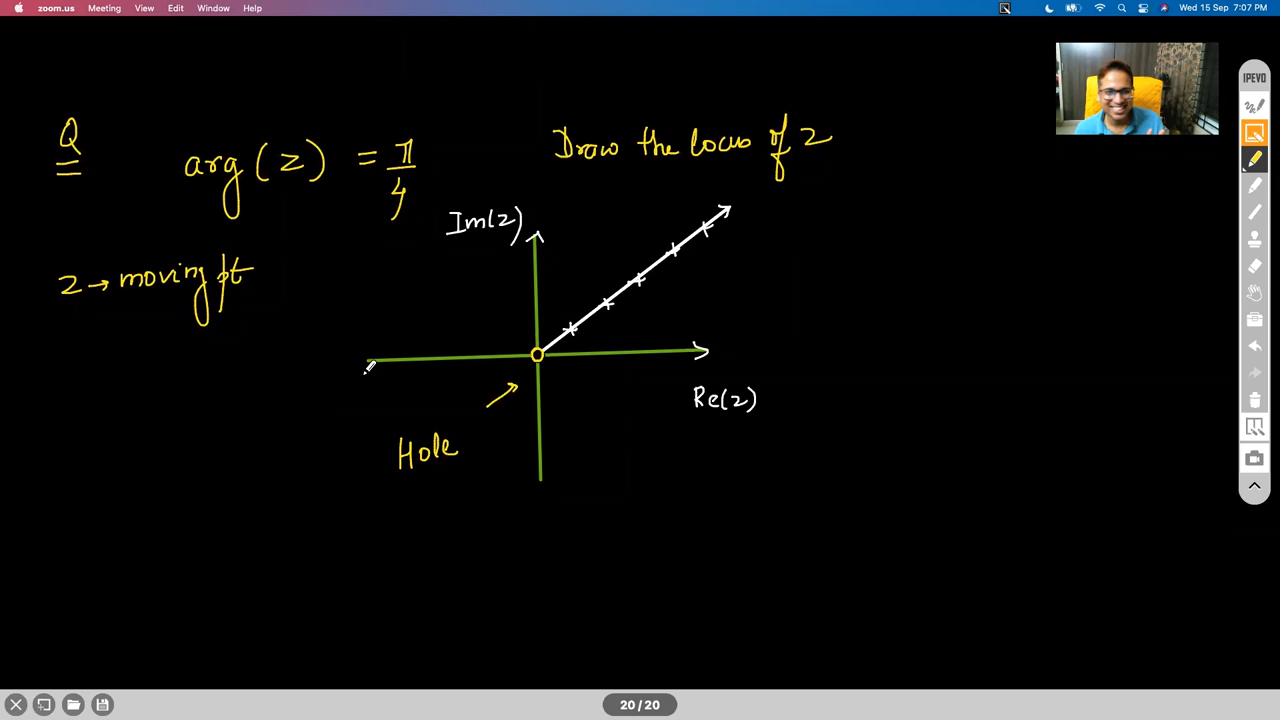 zoom.us Meeting View Edit Window Help Wed 15 Sep 7:07 PM
IPEVO
Q arg(z) = π/4 Draw the locus of z
Im(z)
z → moving pt
Re(z)
Hole
20 / 20